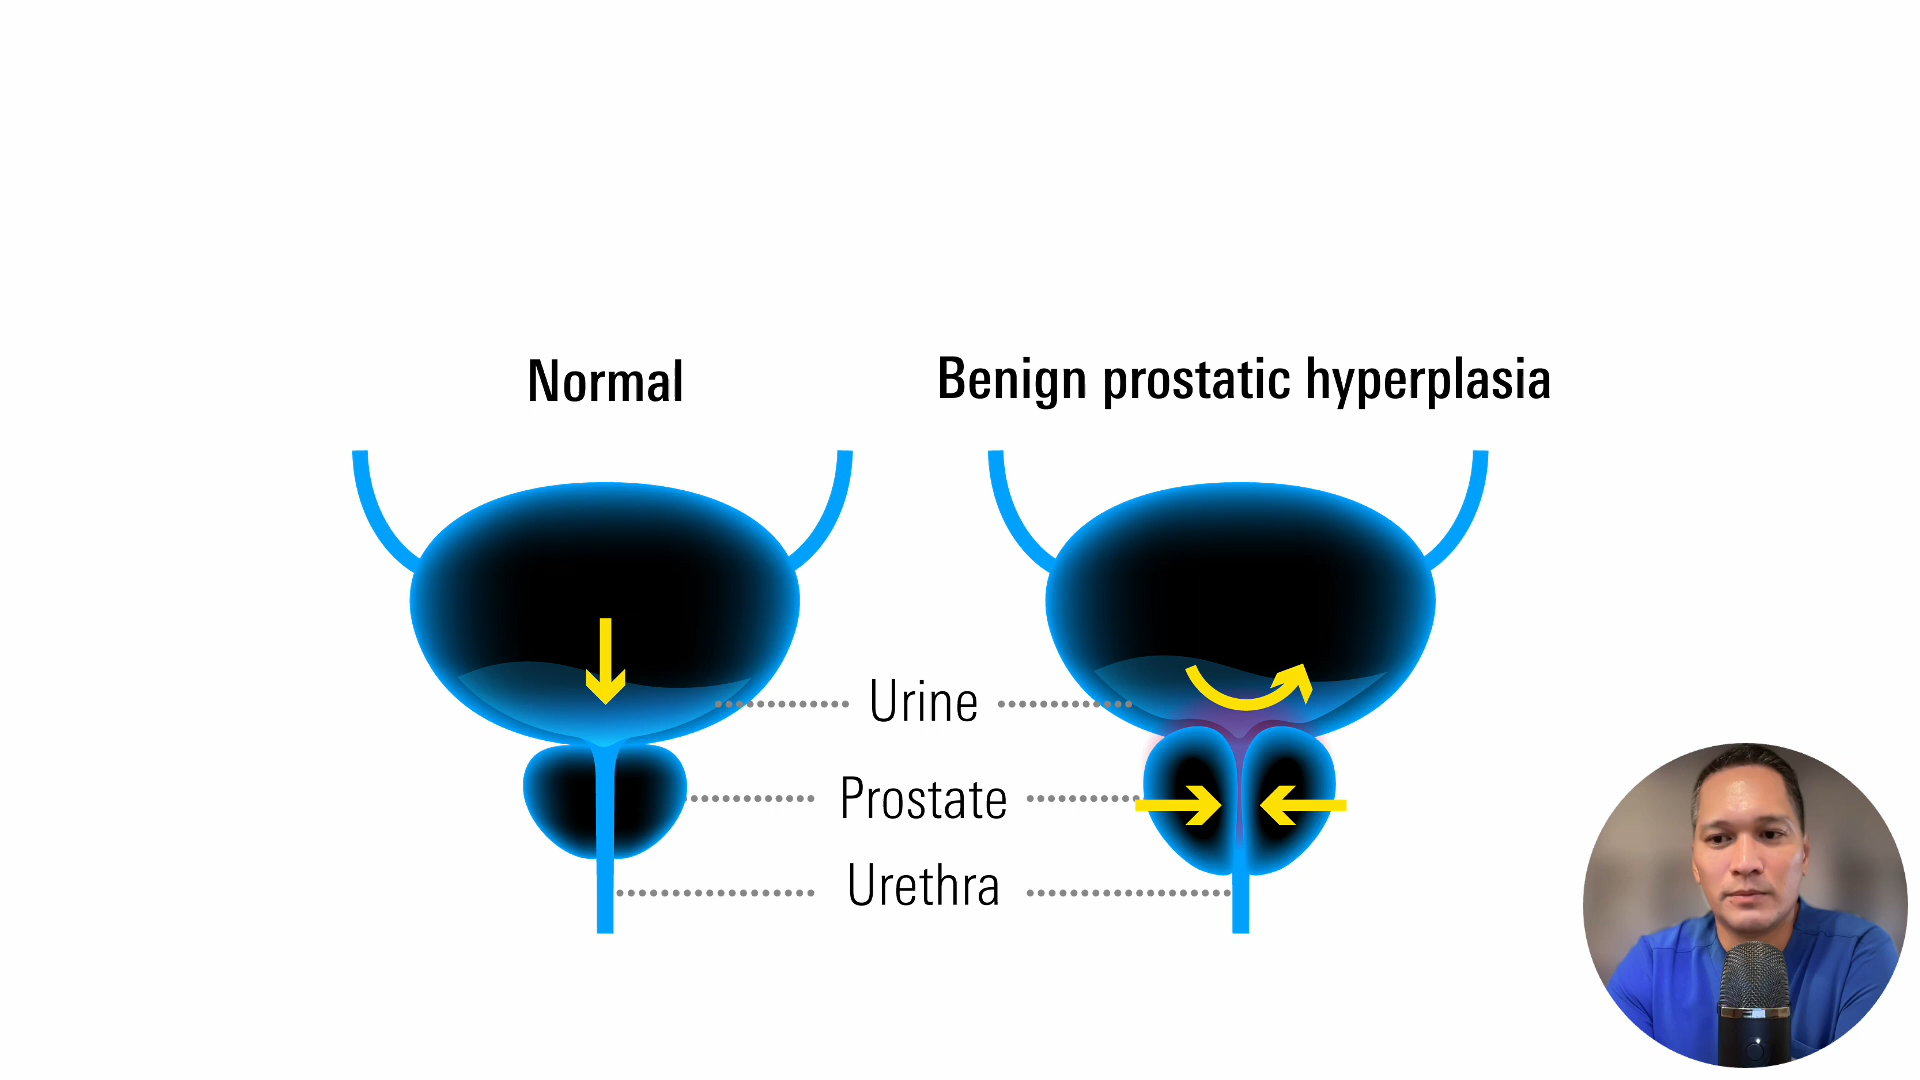 Normal
Benign prostatic hyperplasia
Urine
Prostate
Urethra